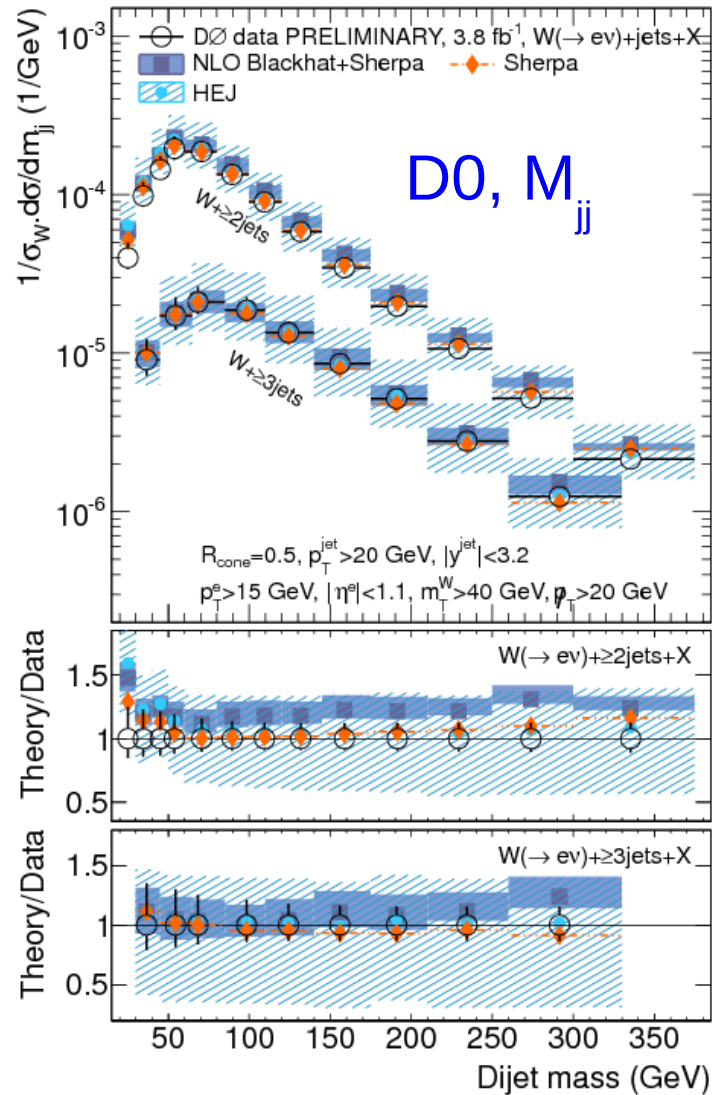 DØ data PRELIMINARY, 3.8 fb⁻¹, W(→ eν)+jets+X
NLO Blackhat+Sherpa Sherpa
HEJ
D0, M_jj
W+≥2jets
W+≥3jets
R_cone=0.5, p_T^jet>20 GeV, |y^jet|<3.2
p_T^e>15 GeV, |η^e|<1.1, m_T^W>40 GeV, p̸_T>20 GeV
1/σ_W.dσ/dm_jj (1/GeV)
10⁻³
10⁻⁴
10⁻⁵
10⁻⁶
W(→ eν)+≥2jets+X
Theory/Data
1.5
1
0.5
W(→ eν)+≥3jets+X
Theory/Data
1.5
1
0.5
50 100 150 200 250 300 350
Dijet mass (GeV)